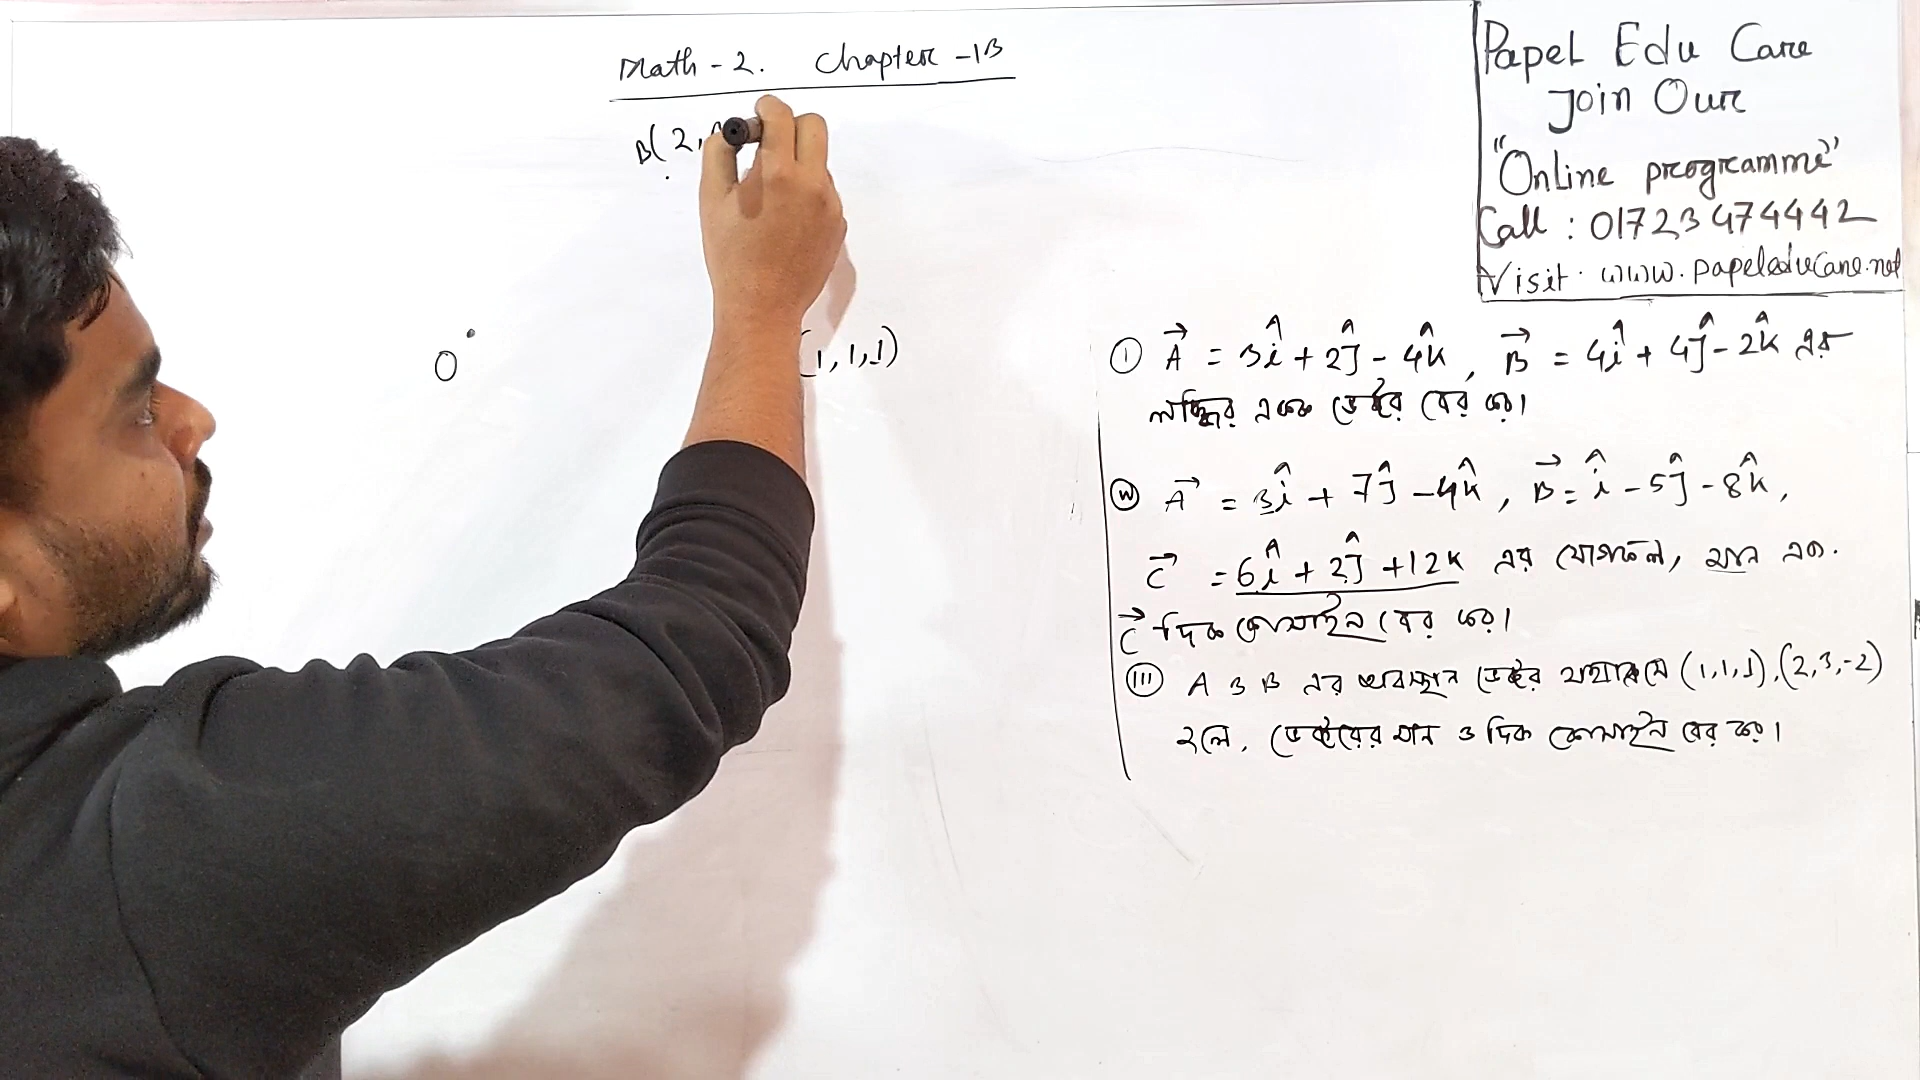 Math - 2. Chapter - 1B
B(2,
O
(1, 1, 1)
Papel Edu Care
Join Our
"Online programme"
Call : 01723474442
Visit. www.papeleducare.net
(I) A⃗ = 3î + 2ĵ - 4k̂, B⃗ = 4î + 4ĵ - 2k̂ এর
লব্ধির একক ভেক্টর বের কর।
(II) A⃗ = 3î + 7ĵ - 4k̂, B⃗ = î - 5ĵ - 8k̂,
C⃗ = 6î + 2ĵ + 12k এর যোগফল, মান এবং
C⃗ দিক কোসাইন বের কর।
(III) A ও B এর অবস্থান ভেক্টর যথাক্রমে (1,1,1), (2,3,-2)
হলে, ভেক্টরের মান ও দিক কোসাইন বের কর।